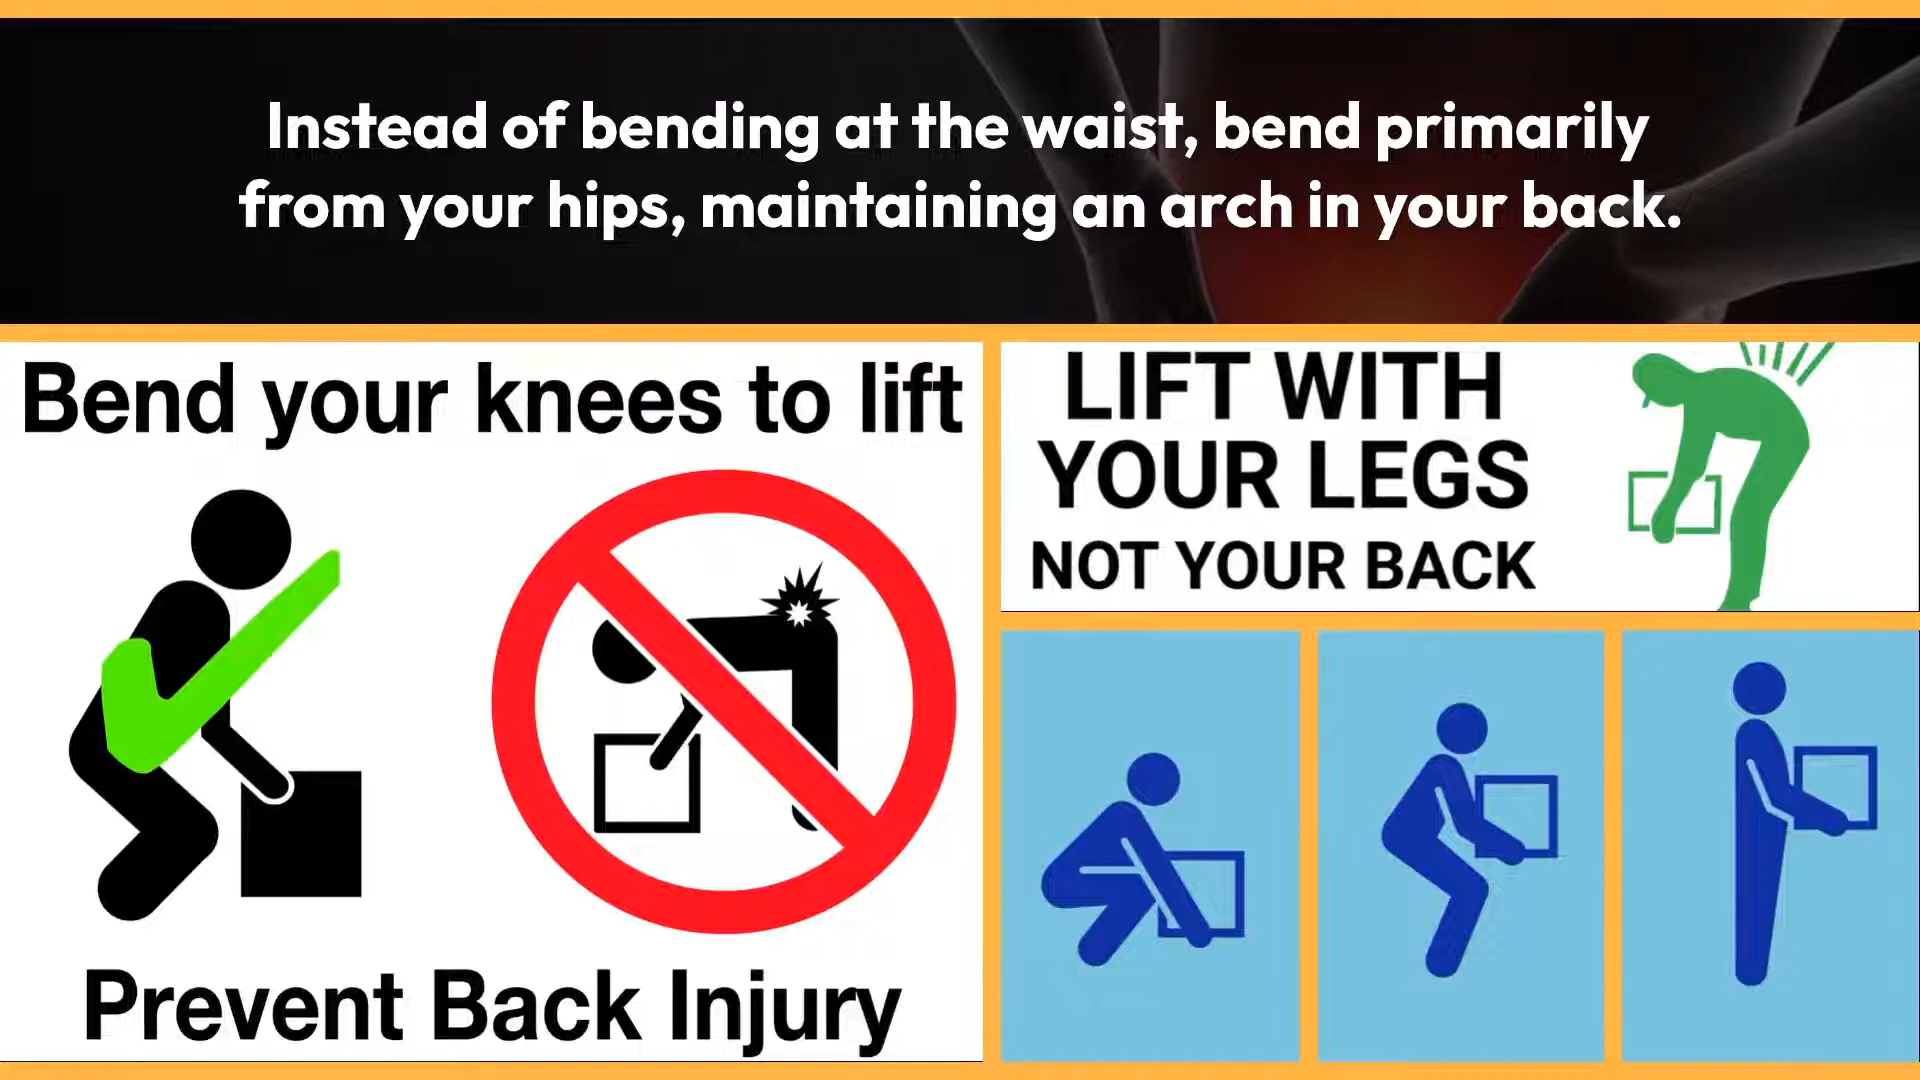 Instead of bending at the waist, bend primarily
from your hips, maintaining an arch in your back.
Bend your knees to lift
Prevent Back Injury
LIFT WITH
YOUR LEGS
NOT YOUR BACK